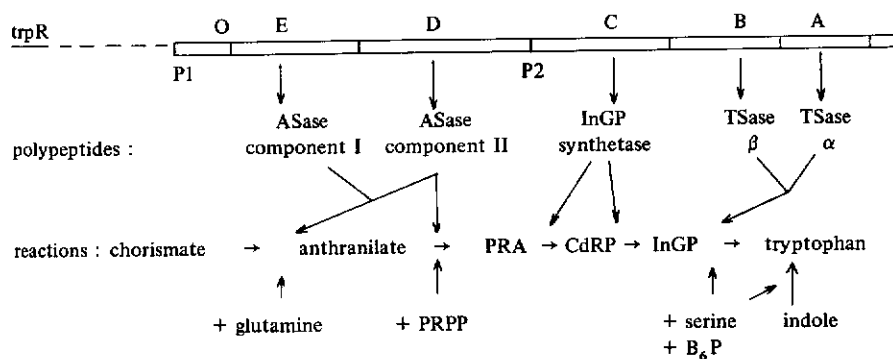 O E D C B A
trpR
P1 P2
ASase ASase InGP TSase TSase
polypeptides : component I component II synthetase β α
reactions : chorismate → anthranilate → PRA → CdRP → InGP → tryptophan
+ glutamine + PRPP + serine indole
+ B₆P